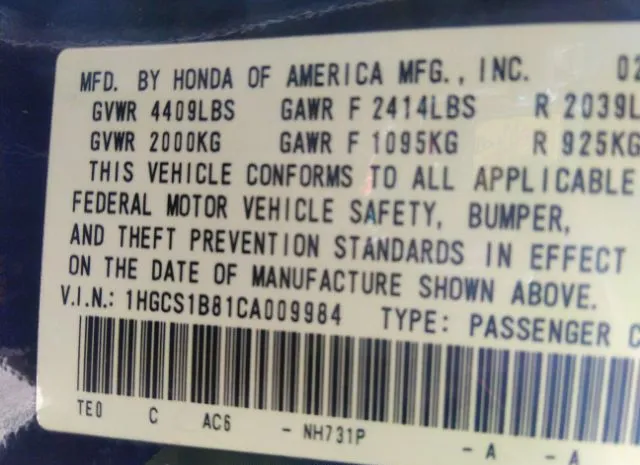 MFD. BY HONDA OF AMERICA MFG., INC. 02
GVWR 4409LBS GAWR F 2414LBS R 2039L
GVWR 2000KG GAWR F 1095KG R 925KG
THIS VEHICLE CONFORMS TO ALL APPLICABLE
FEDERAL MOTOR VEHICLE SAFETY, BUMPER,
AND THEFT PREVENTION STANDARDS IN EFFECT
ON THE DATE OF MANUFACTURE SHOWN ABOVE.
V.I.N.: 1HGCS1B81CA009984 TYPE: PASSENGER C
TE0 C AC6 - NH731P - A - A